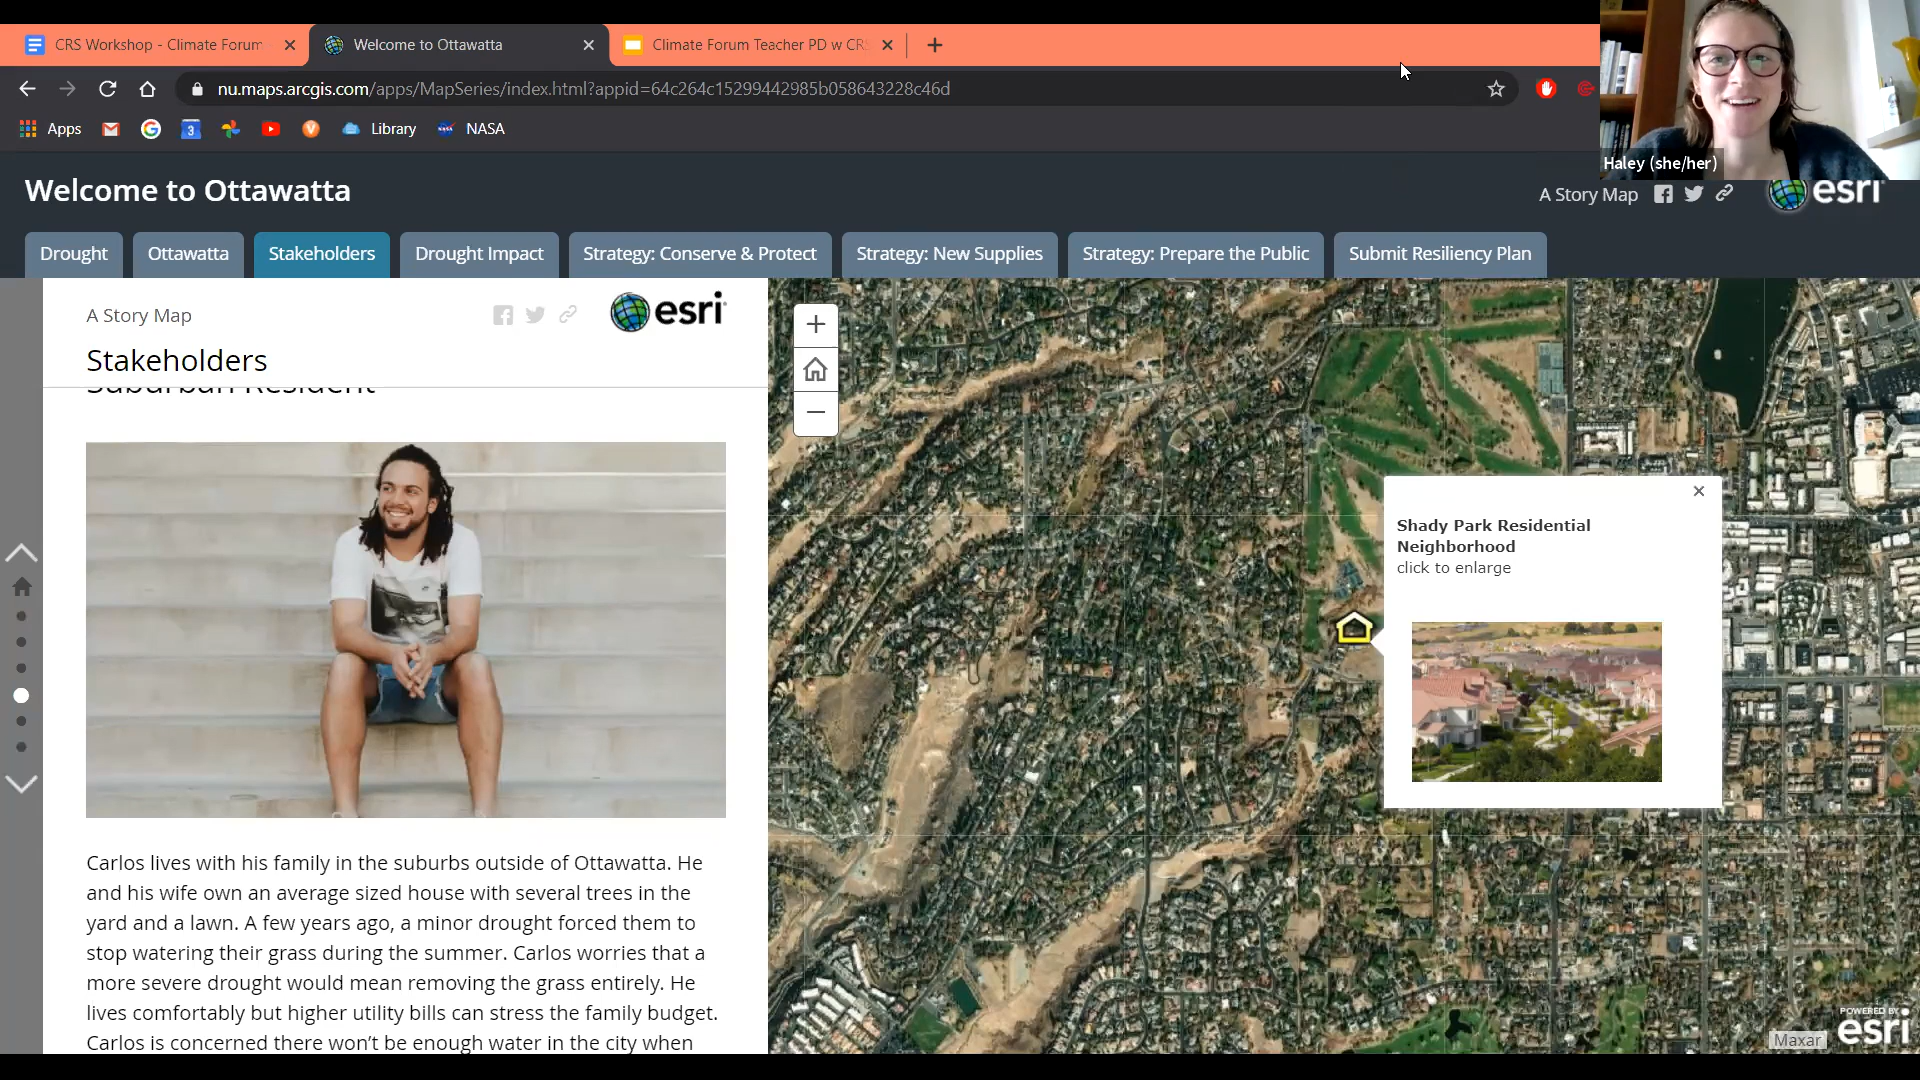 CRS Workshop - Climate Forum
Welcome to Ottawatta
Climate Forum Teacher PD w CRS
nu.maps.arcgis.com/apps/MapSeries/index.html?appid=64c264c15299442985b058643228c46d
Apps
3
Library
NASA
Haley (she/her)
Welcome to Ottawatta
A Story Map
esri
Drought
Ottawatta
Stakeholders
Drought Impact
Strategy: Conserve & Protect
Strategy: New Supplies
Strategy: Prepare the Public
Submit Resiliency Plan
A Story Map
esri
Stakeholders
Suburban Resident
Carlos lives with his family in the suburbs outside of Ottawatta. He
and his wife own an average sized house with several trees in the
yard and a lawn. A few years ago, a minor drought forced them to
stop watering their grass during the summer. Carlos worries that a
more severe drought would mean removing the grass entirely. He
lives comfortably but higher utility bills can stress the family budget.
Carlos is concerned there won't be enough water in the city when
Shady Park Residential
Neighborhood
click to enlarge
POWERED BY
esri
Maxar